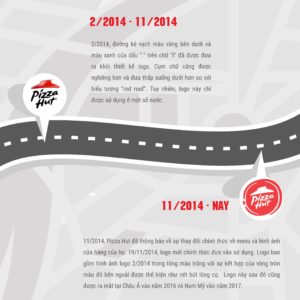 2/2014 - 11/2014
2/2014, đường kẻ vạch màu vàng bên dưới và
màu xanh của dấu "." trên chữ "I" đã được đưa
ra khỏi thiết kế logo. Cụm chữ cũng được
nghiêng hơn và đưa thấp xuống dưới hơn so với
biểu tượng "red roof". Tuy nhiên, logo này chỉ
được sử dụng ở một số nước.
Pizza
Hut
Pizza
Hut
11/2014 - NAY
11/2014, Pizza Hut đã thông báo về sự thay đổi chính thức về menu và hình ảnh
cửa hàng của họ. 19/11/2014, logo mới chính thức đưa vào sử dụng. Logo bao
gồm hình ảnh logo 2/2014 trong tông màu trắng với sự kết hợp của vòng tròn
màu đỏ bên ngoài được thể hiện như nét bút lông cọ. Logo này sau đó cũng
được ra mắt tại Châu Á vào năm 2016 và Nam Mỹ vào năm 2017.